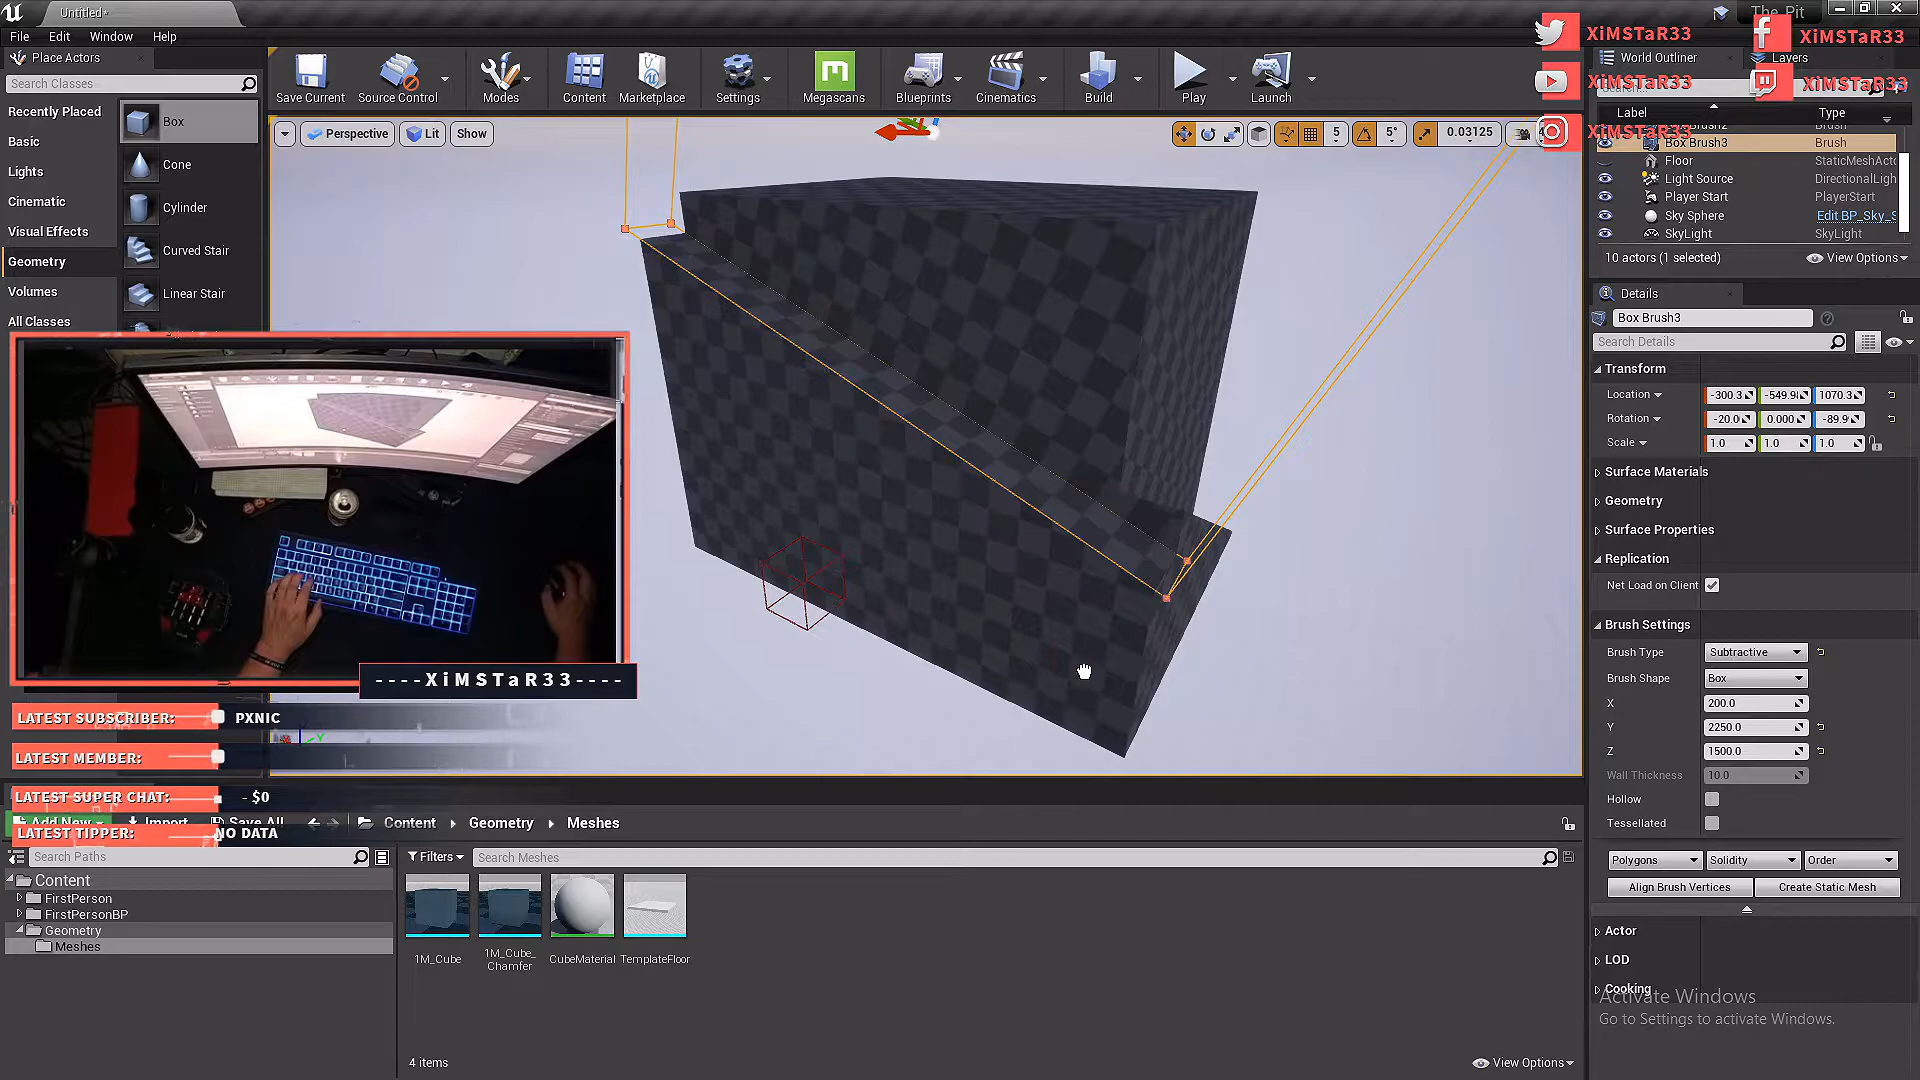 Untitled*
The Pit
File Edit Window Help
XiMSTaR33
XiMSTaR33
XiMSTaR33
XiMSTaR33
XiMSTaR33
Place Actors
Search Classes
Recently Placed
Basic
Lights
Cinematic
Visual Effects
Geometry
Volumes
All Classes
Box
Cone
Cylinder
Curved Stair
Linear Stair
Save Current
Source Control
Modes
Content
Marketplace
Settings
Megascans
Blueprints
Cinematics
Build
Play
Launch
Perspective
Lit
Show
5
5°
0.03125
World Outliner
Layers
Label Type
Box Brush3 Brush
Floor StaticMeshActo
Light Source DirectionalLigh
Player Start PlayerStart
Sky Sphere Edit BP_Sky_S
SkyLight SkyLight
10 actors (1 selected) View Options
Details
Box Brush3
Search Details
Transform
Location -300.3 -549.9 1070.3
Rotation -20.0 0.000 -89.9
Scale 1.0 1.0 1.0
Surface Materials
Geometry
Surface Properties
Replication
Net Load on Client
Brush Settings
Brush Type Subtractive
Brush Shape Box
X 200.0
Y 2250.0
Z 1500.0
Wall Thickness 10.0
Hollow
Tessellated
Polygons Solidity Order
Align Brush Vertices Create Static Mesh
Actor
LOD
Cooking
Activate Windows
Go to Settings to activate Windows.
----XiMSTaR33----
LATEST SUBSCRIBER: PXNIC
LATEST MEMBER:
LATEST SUPER CHAT: - $0
LATEST TIPPER: NO DATA
Add New Import Save All
Content Geometry Meshes
Search Paths
Content
FirstPerson
FirstPersonBP
Geometry
Meshes
Filters
Search Meshes
1M_Cube
1M_Cube_
Chamfer
CubeMaterial
TemplateFloor
4 items
View Options
Y